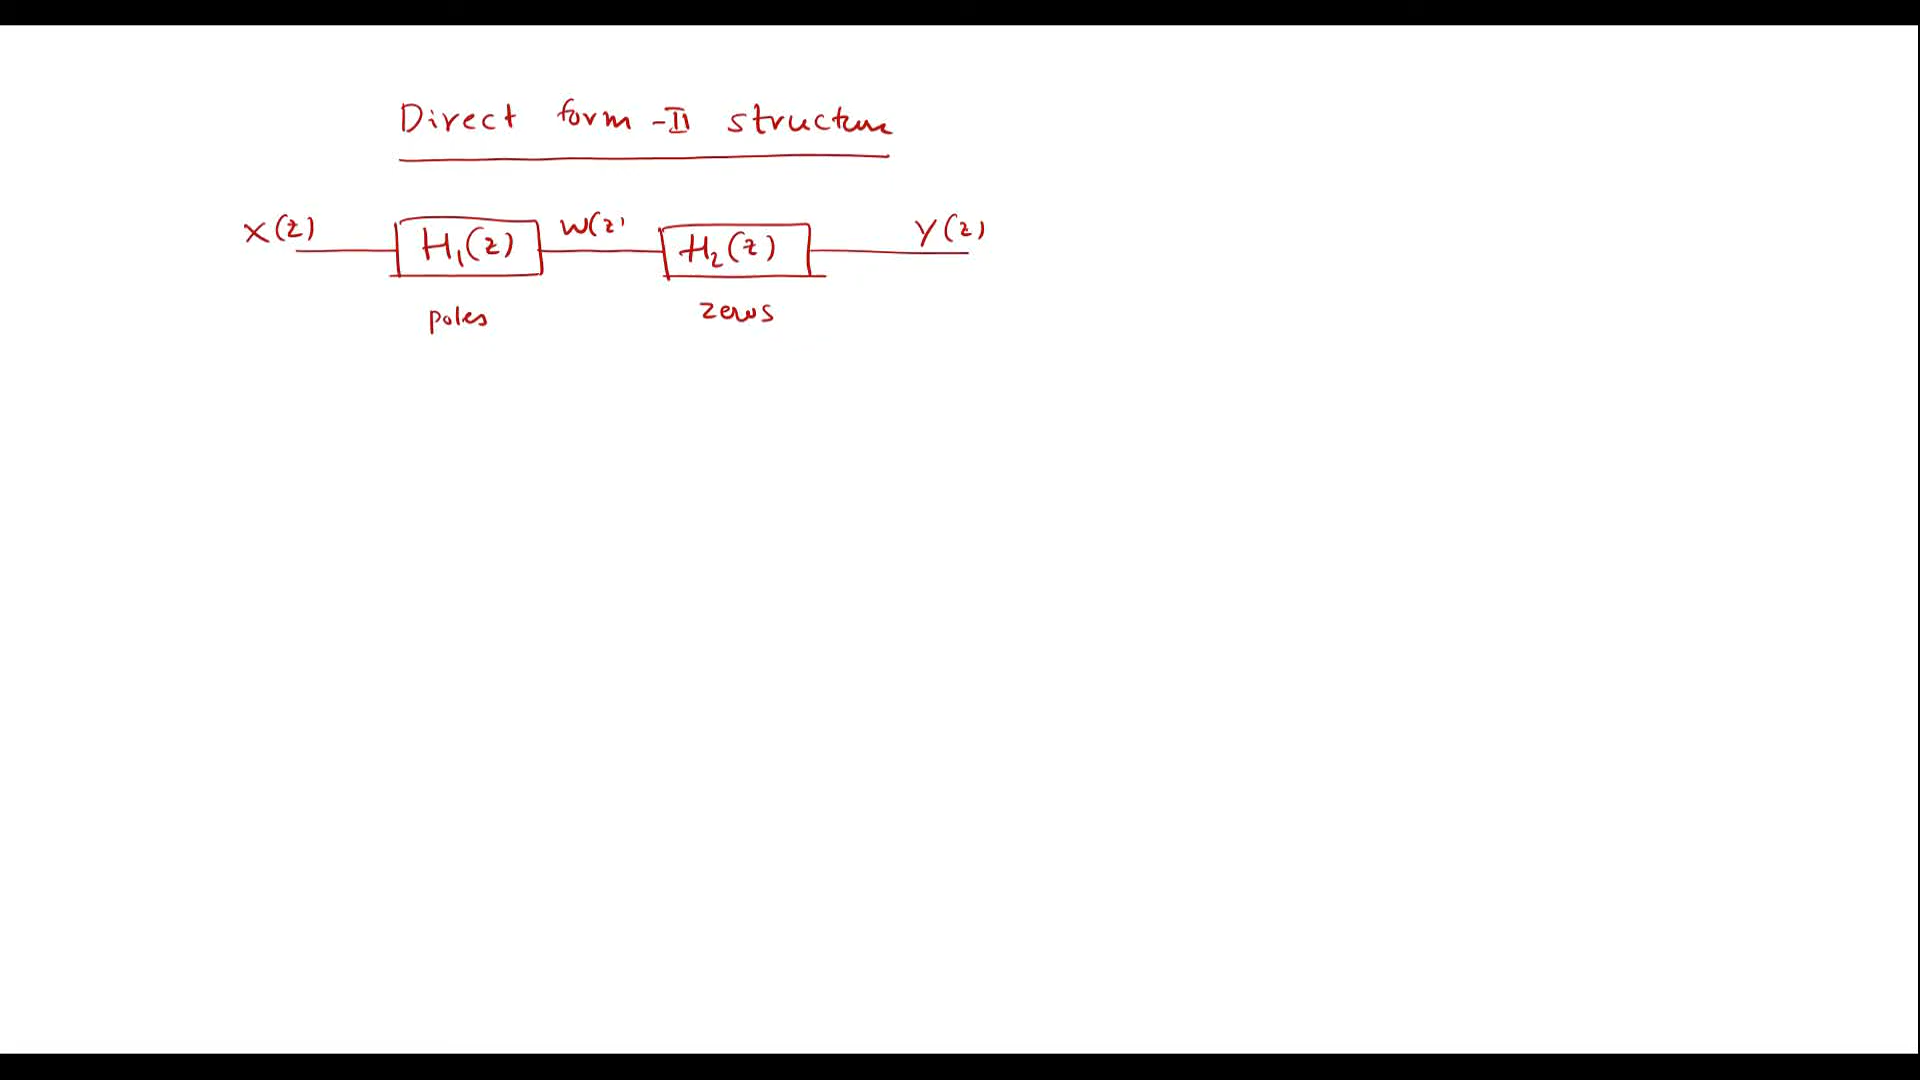 Direct form -II structure
X(z) H₁(z) W(z) H₂(z) Y(z)
poles zeros